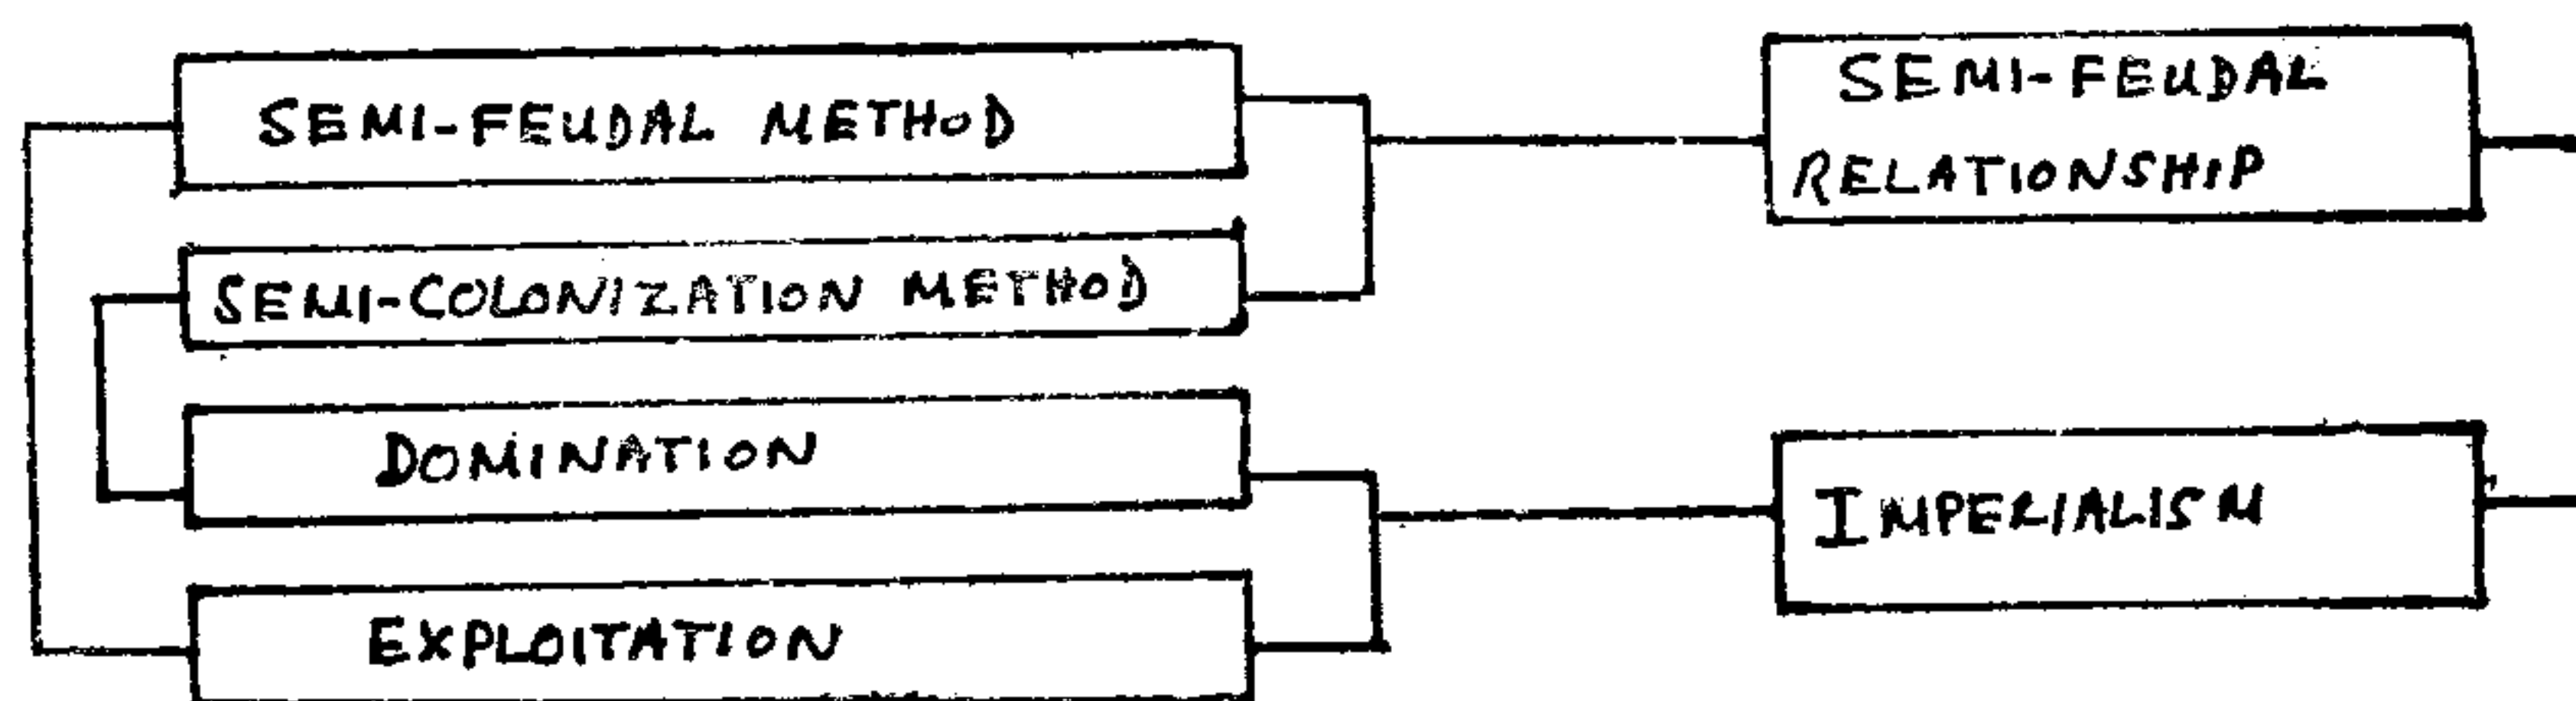 SEMI-FEUDAL METHOD
SEMI-COLONIZATION METHOD
DOMINATION
EXPLOITATION
SEMI-FEUDAL
RELATIONSHIP
IMPERIALISM